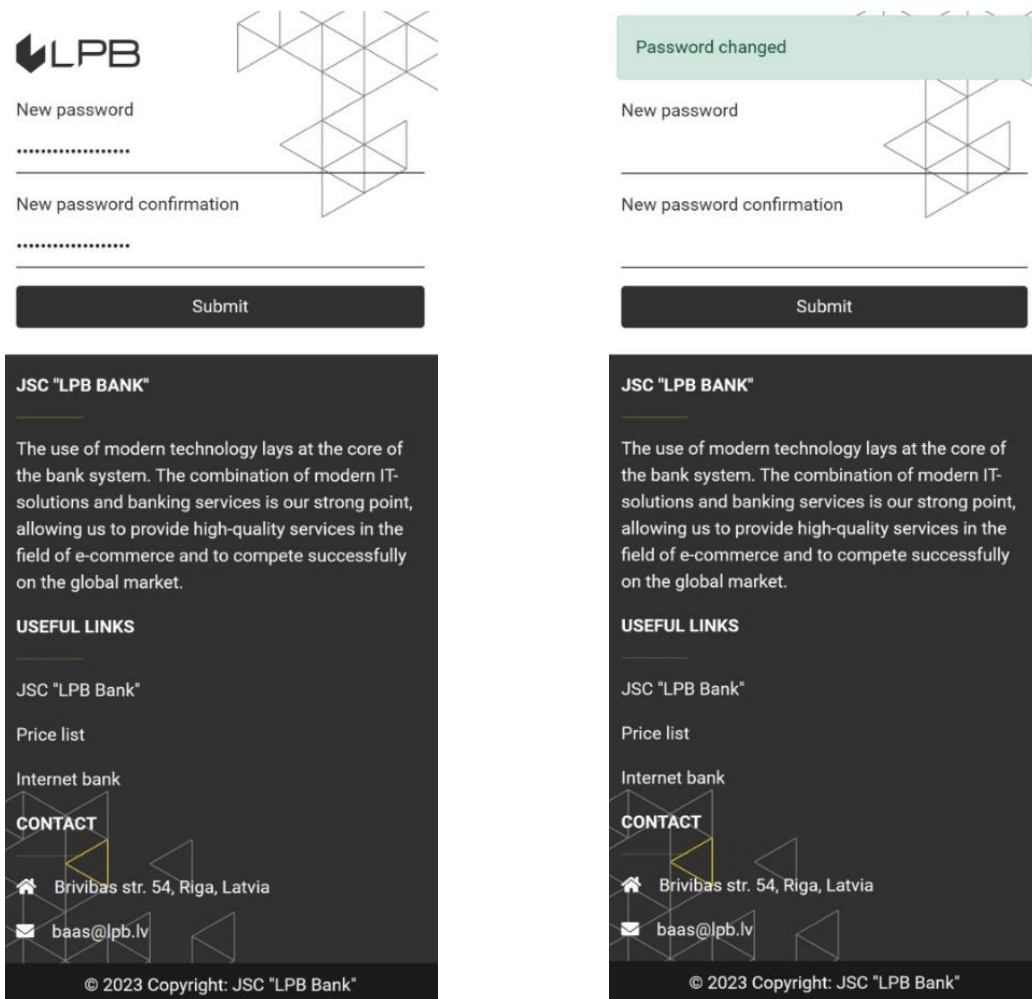 LPB
New password
•••••••••••••••••••
New password confirmation
•••••••••••••••••••
Submit
JSC "LPB BANK"
The use of modern technology lays at the core of
the bank system. The combination of modern IT-
solutions and banking services is our strong point,
allowing us to provide high-quality services in the
field of e-commerce and to compete successfully
on the global market.
USEFUL LINKS
JSC "LPB Bank"
Price list
Internet bank
CONTACT
Brivibas str. 54, Riga, Latvia
baas@lpb.lv
© 2023 Copyright: JSC "LPB Bank"
Password changed
New password
New password confirmation
Submit
JSC "LPB BANK"
The use of modern technology lays at the core of
the bank system. The combination of modern IT-
solutions and banking services is our strong point,
allowing us to provide high-quality services in the
field of e-commerce and to compete successfully
on the global market.
USEFUL LINKS
JSC "LPB Bank"
Price list
Internet bank
CONTACT
Brivibas str. 54, Riga, Latvia
baas@lpb.lv
© 2023 Copyright: JSC "LPB Bank"